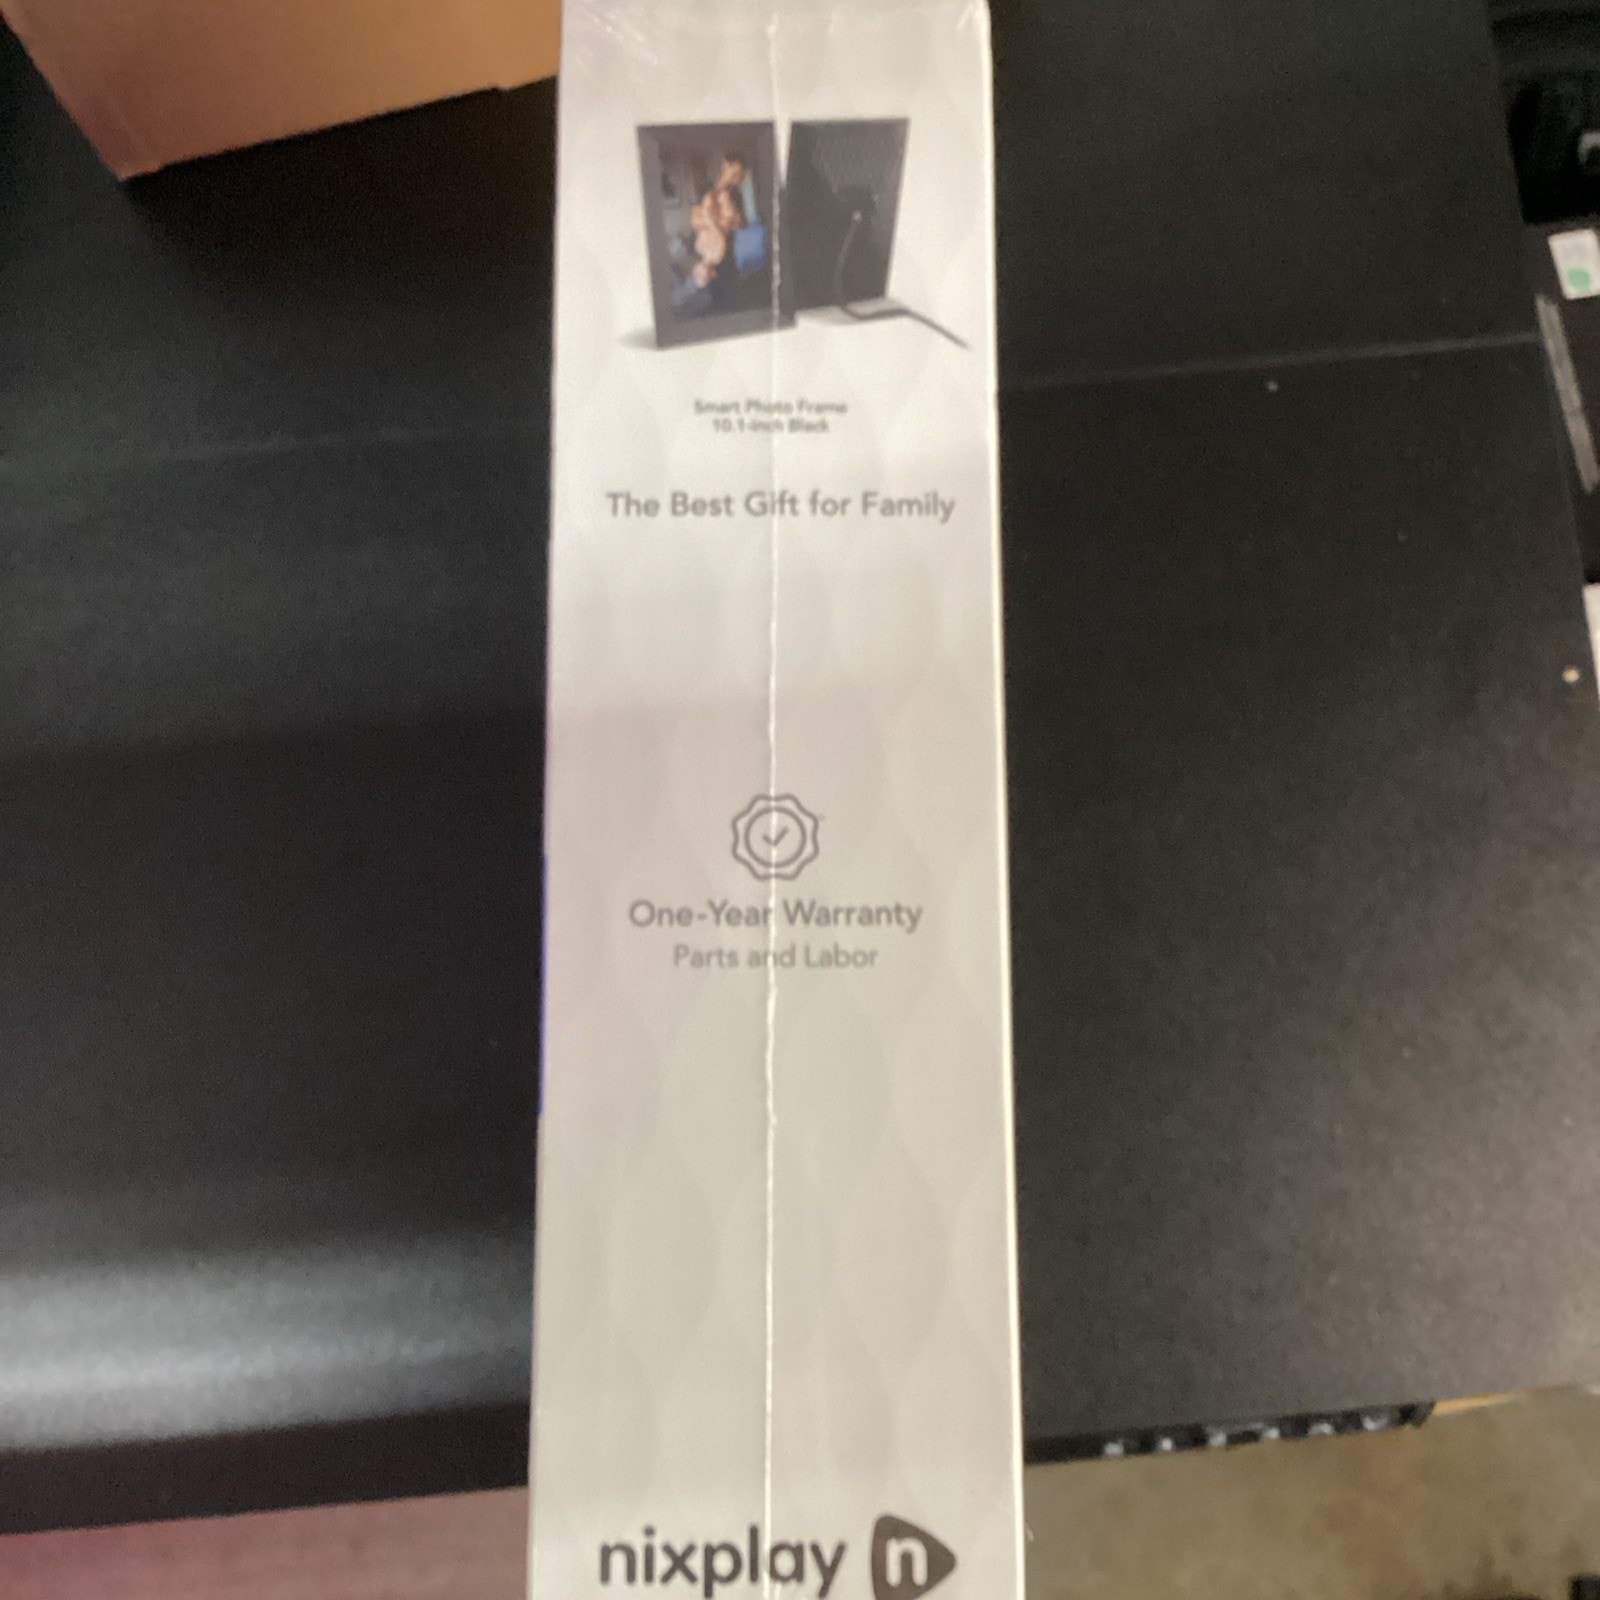 Smart Photo Frame
10.1-inch Black
The Best Gift for Family
One-Year Warranty
Parts and Labor
nixplay n